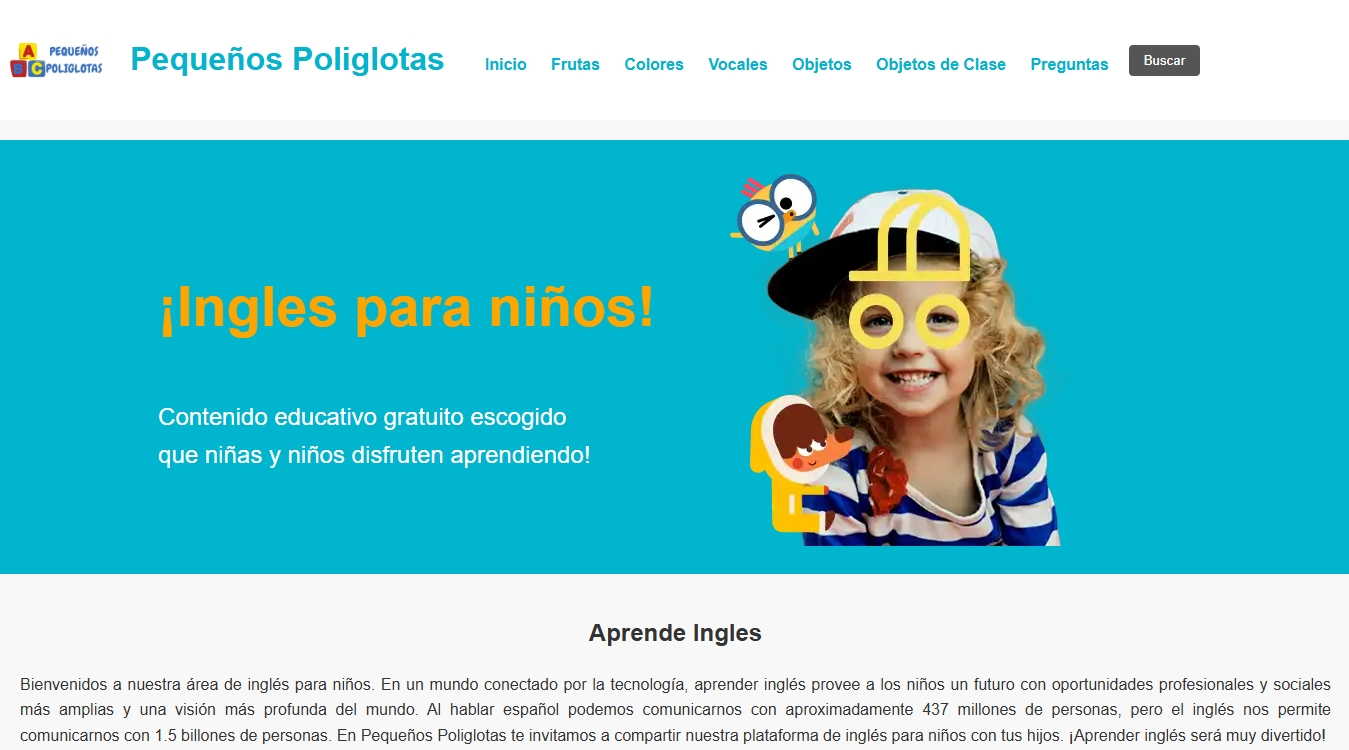 A
B C
PEQUEÑOS
POLIGLOTAS
Pequeños Poliglotas
Inicio Frutas Colores Vocales Objetos Objetos de Clase Preguntas Buscar
¡Ingles para niños!
Contenido educativo gratuito escogido
que niñas y niños disfruten aprendiendo!
Aprende Ingles
Bienvenidos a nuestra área de inglés para niños. En un mundo conectado por la tecnología, aprender inglés provee a los niños un futuro con oportunidades profesionales y sociales
más amplias y una visión más profunda del mundo. Al hablar español podemos comunicarnos con aproximadamente 437 millones de personas, pero el inglés nos permite
comunicarnos con 1.5 billones de personas. En Pequeños Poliglotas te invitamos a compartir nuestra plataforma de inglés para niños con tus hijos. ¡Aprender inglés será muy divertido!